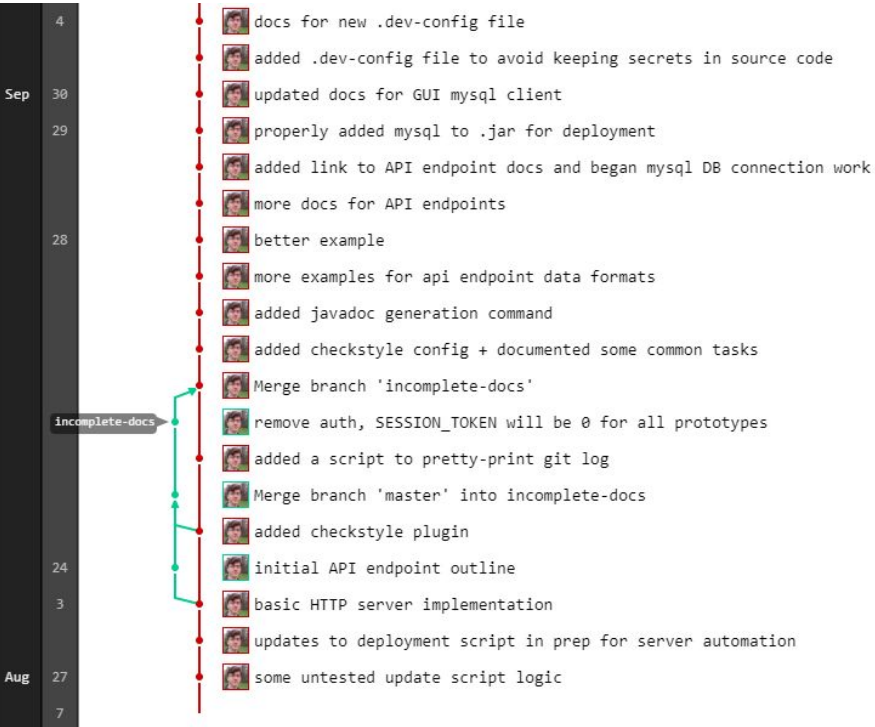 4 docs for new .dev-config file
added .dev-config file to avoid keeping secrets in source code
Sep 30 updated docs for GUI mysql client
29 properly added mysql to .jar for deployment
added link to API endpoint docs and began mysql DB connection work
more docs for API endpoints
28 better example
more examples for api endpoint data formats
added javadoc generation command
added checkstyle config + documented some common tasks
Merge branch 'incomplete-docs'
incomplete-docs remove auth, SESSION_TOKEN will be 0 for all prototypes
added a script to pretty-print git log
Merge branch 'master' into incomplete-docs
added checkstyle plugin
24 initial API endpoint outline
3 basic HTTP server implementation
updates to deployment script in prep for server automation
Aug 27 some untested update script logic
7